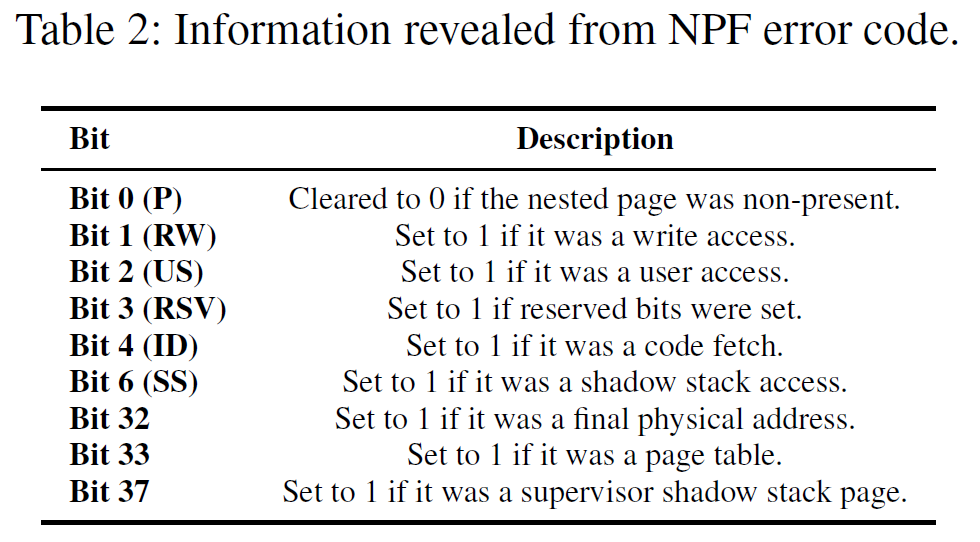 Table 2: Information revealed from NPF error code.
Bit Description
Bit 0 (P) Cleared to 0 if the nested page was non-present.
Bit 1 (RW) Set to 1 if it was a write access.
Bit 2 (US) Set to 1 if it was a user access.
Bit 3 (RSV) Set to 1 if reserved bits were set.
Bit 4 (ID) Set to 1 if it was a code fetch.
Bit 6 (SS) Set to 1 if it was a shadow stack access.
Bit 32 Set to 1 if it was a final physical address.
Bit 33 Set to 1 if it was a page table.
Bit 37 Set to 1 if it was a supervisor shadow stack page.